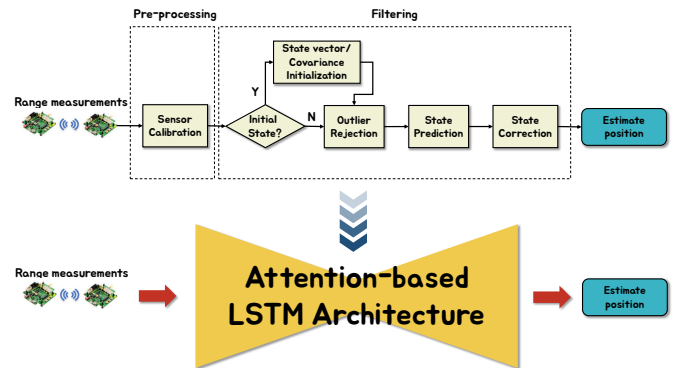 Pre-processing
Filtering
State vector/
Covariance
Initialization
Y
Range measurements
Sensor
Calibration
Initial
State?
N
Outlier
Rejection
State
Prediction
State
Correction
Estimate
position
Range measurements
Attention-based
LSTM Architecture
Estimate
position